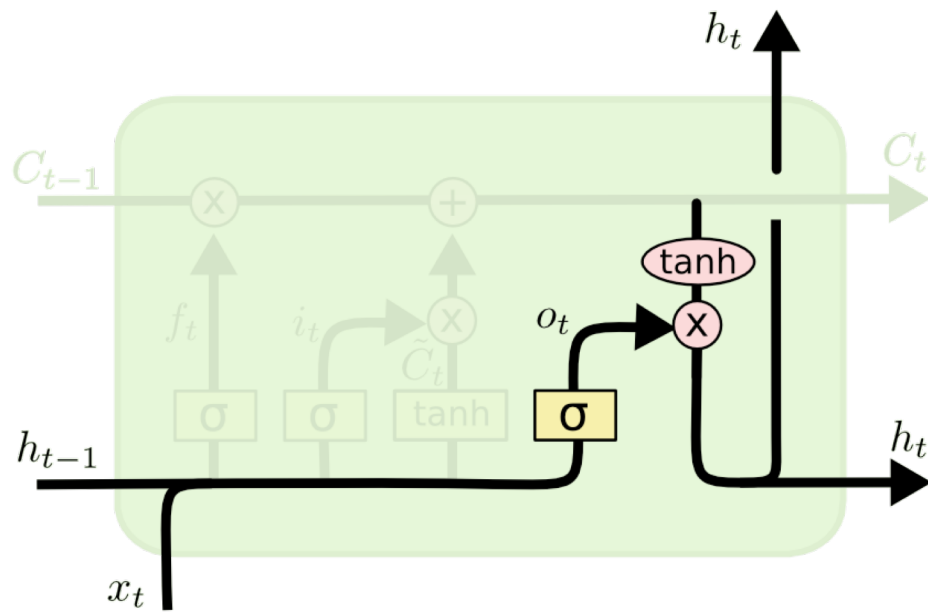 h_t
C_{t-1}
C_t
x
+
tanh
f_t
i_t
x
o_t
x
C̃_t
σ
σ
tanh
σ
h_{t-1}
h_t
x_t